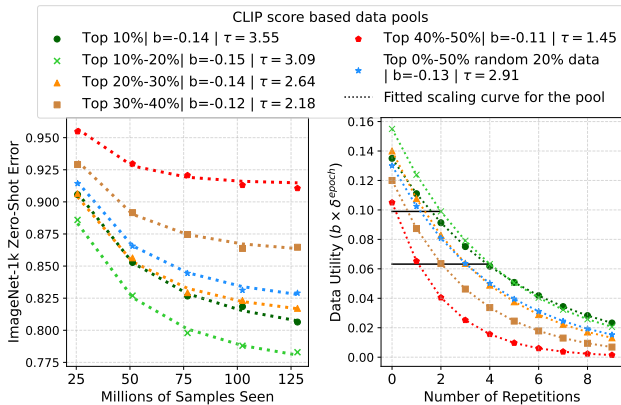 CLIP score based data pools
Top 10%| b=-0.14 | τ = 3.55
Top 10%-20%| b=-0.15 | τ = 3.09
Top 20%-30%| b=-0.14 | τ = 2.64
Top 30%-40%| b=-0.12 | τ = 2.18
Top 40%-50%| b=-0.11 | τ = 1.45
Top 0%-50% random 20% data
| b=-0.13 | τ = 2.91
Fitted scaling curve for the pool
ImageNet-1k Zero-Shot Error
0.950
0.925
0.900
0.875
0.850
0.825
0.800
0.775
25 50 75 100 125
Millions of Samples Seen
Data Utility (b × δ^epoch)
0.16
0.14
0.12
0.10
0.08
0.06
0.04
0.02
0.00
0 2 4 6 8
Number of Repetitions